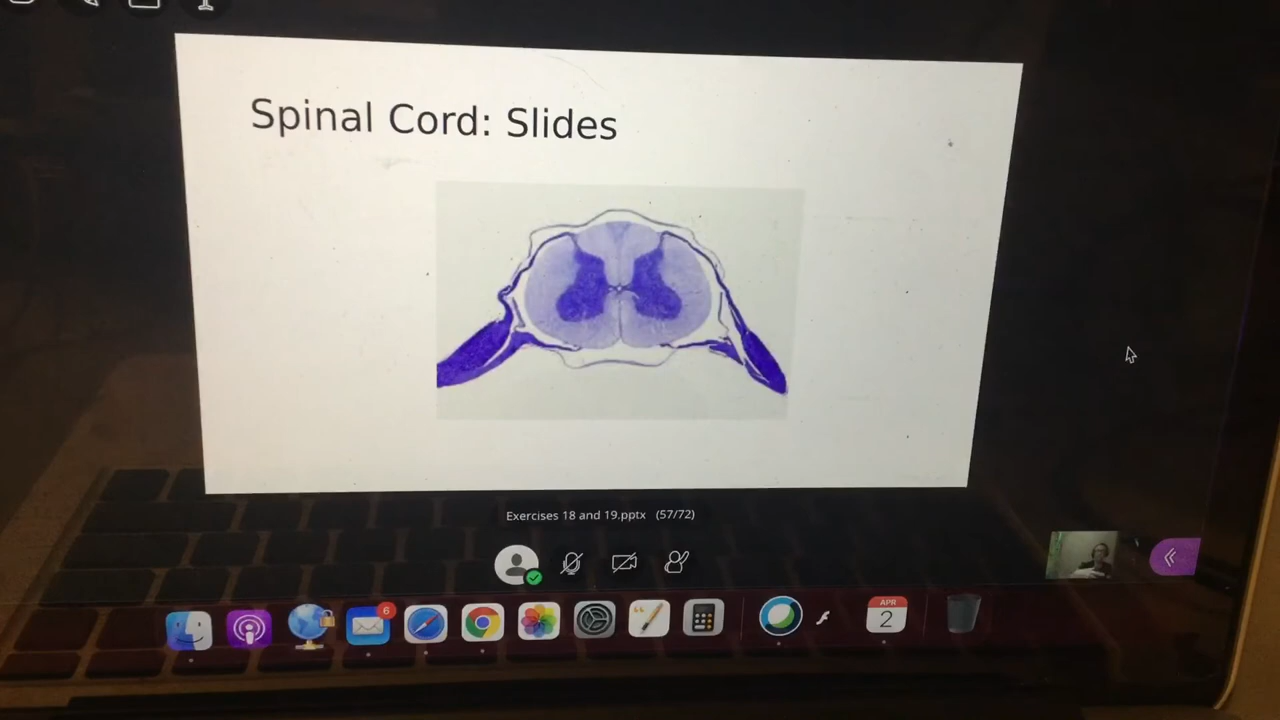 Spinal Cord: Slides
Exercises 18 and 19.pptx (57/72)
6
APR
2